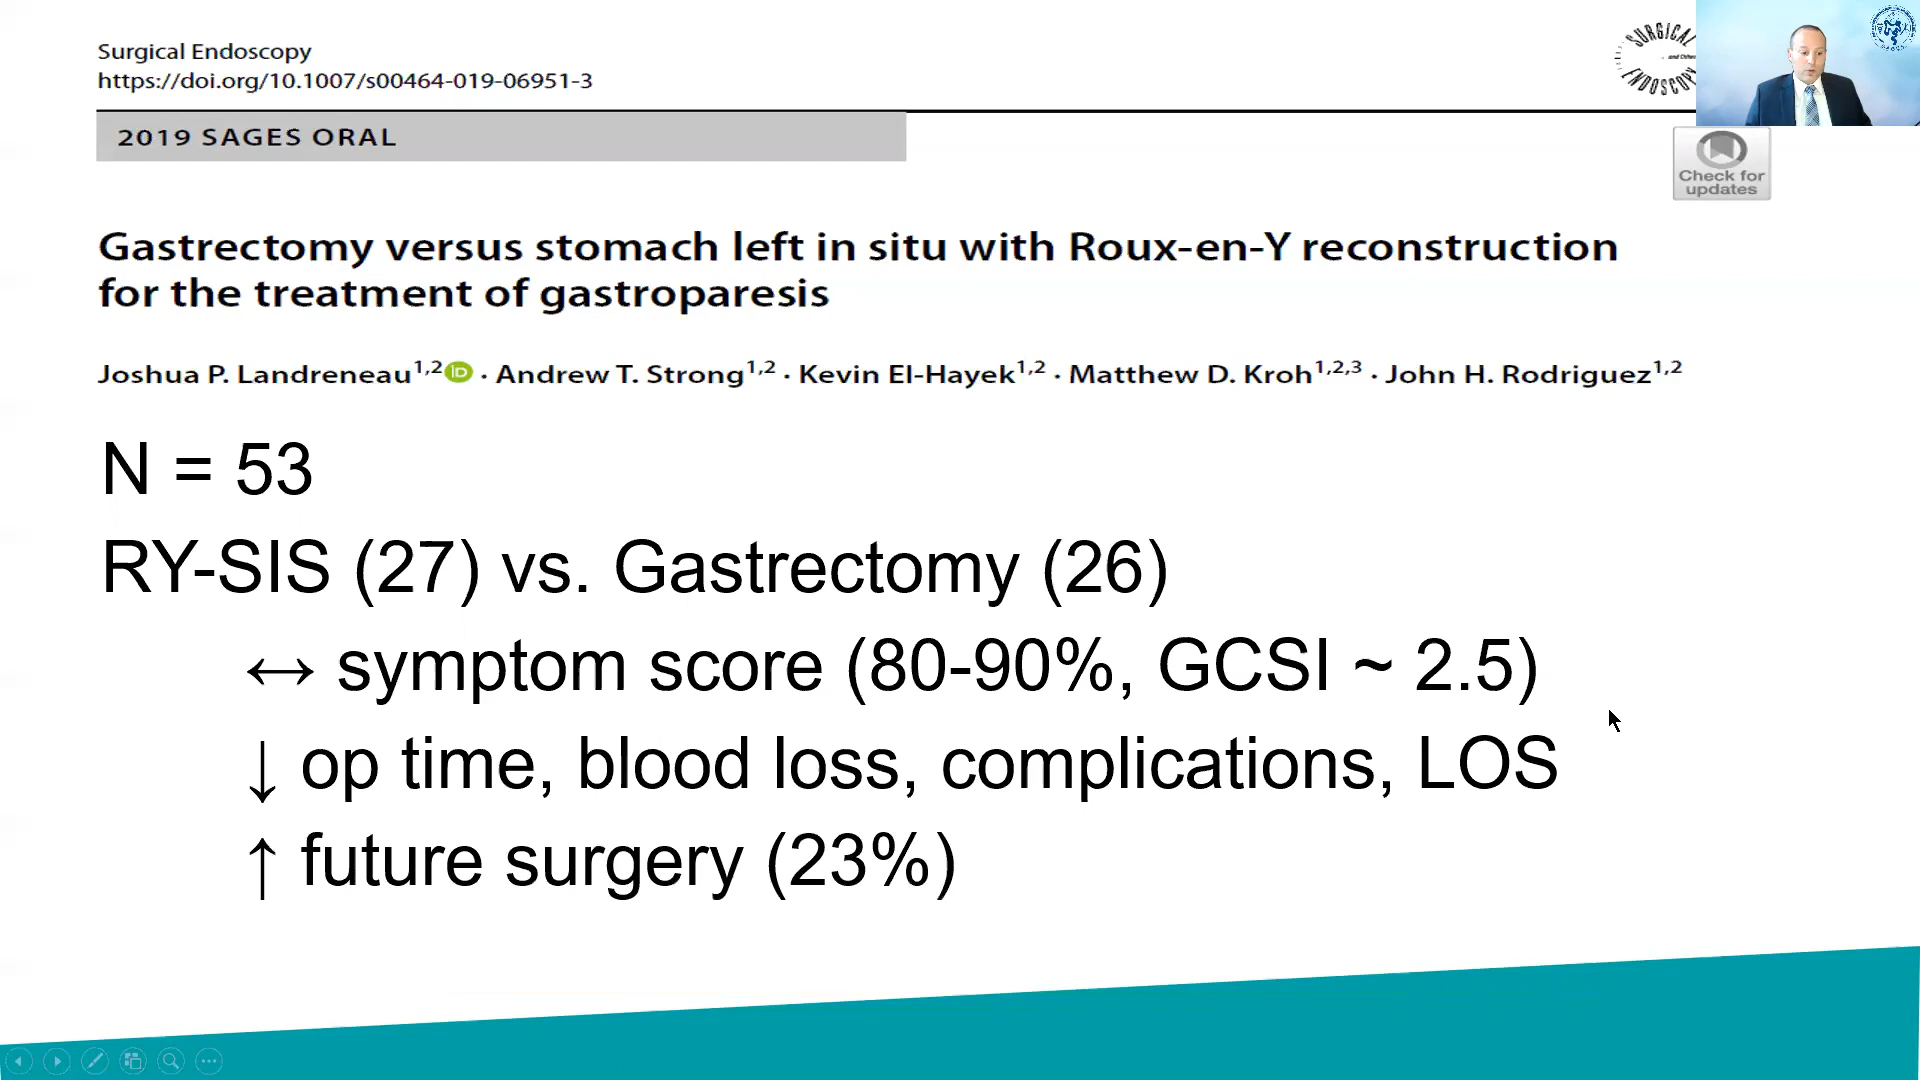 Surgical Endoscopy
https://doi.org/10.1007/s00464-019-06951-3
SURGICAL
ENDOSCOPY
2019 SAGES ORAL
Check for
updates
Gastrectomy versus stomach left in situ with Roux-en-Y reconstruction
for the treatment of gastroparesis
Joshua P. Landreneau1,2 iD · Andrew T. Strong1,2 · Kevin El-Hayek1,2 · Matthew D. Kroh1,2,3 · John H. Rodriguez1,2
N = 53
RY-SIS (27) vs. Gastrectomy (26)
↔ symptom score (80-90%, GCSI ~ 2.5)
↓ op time, blood loss, complications, LOS
↑ future surgery (23%)